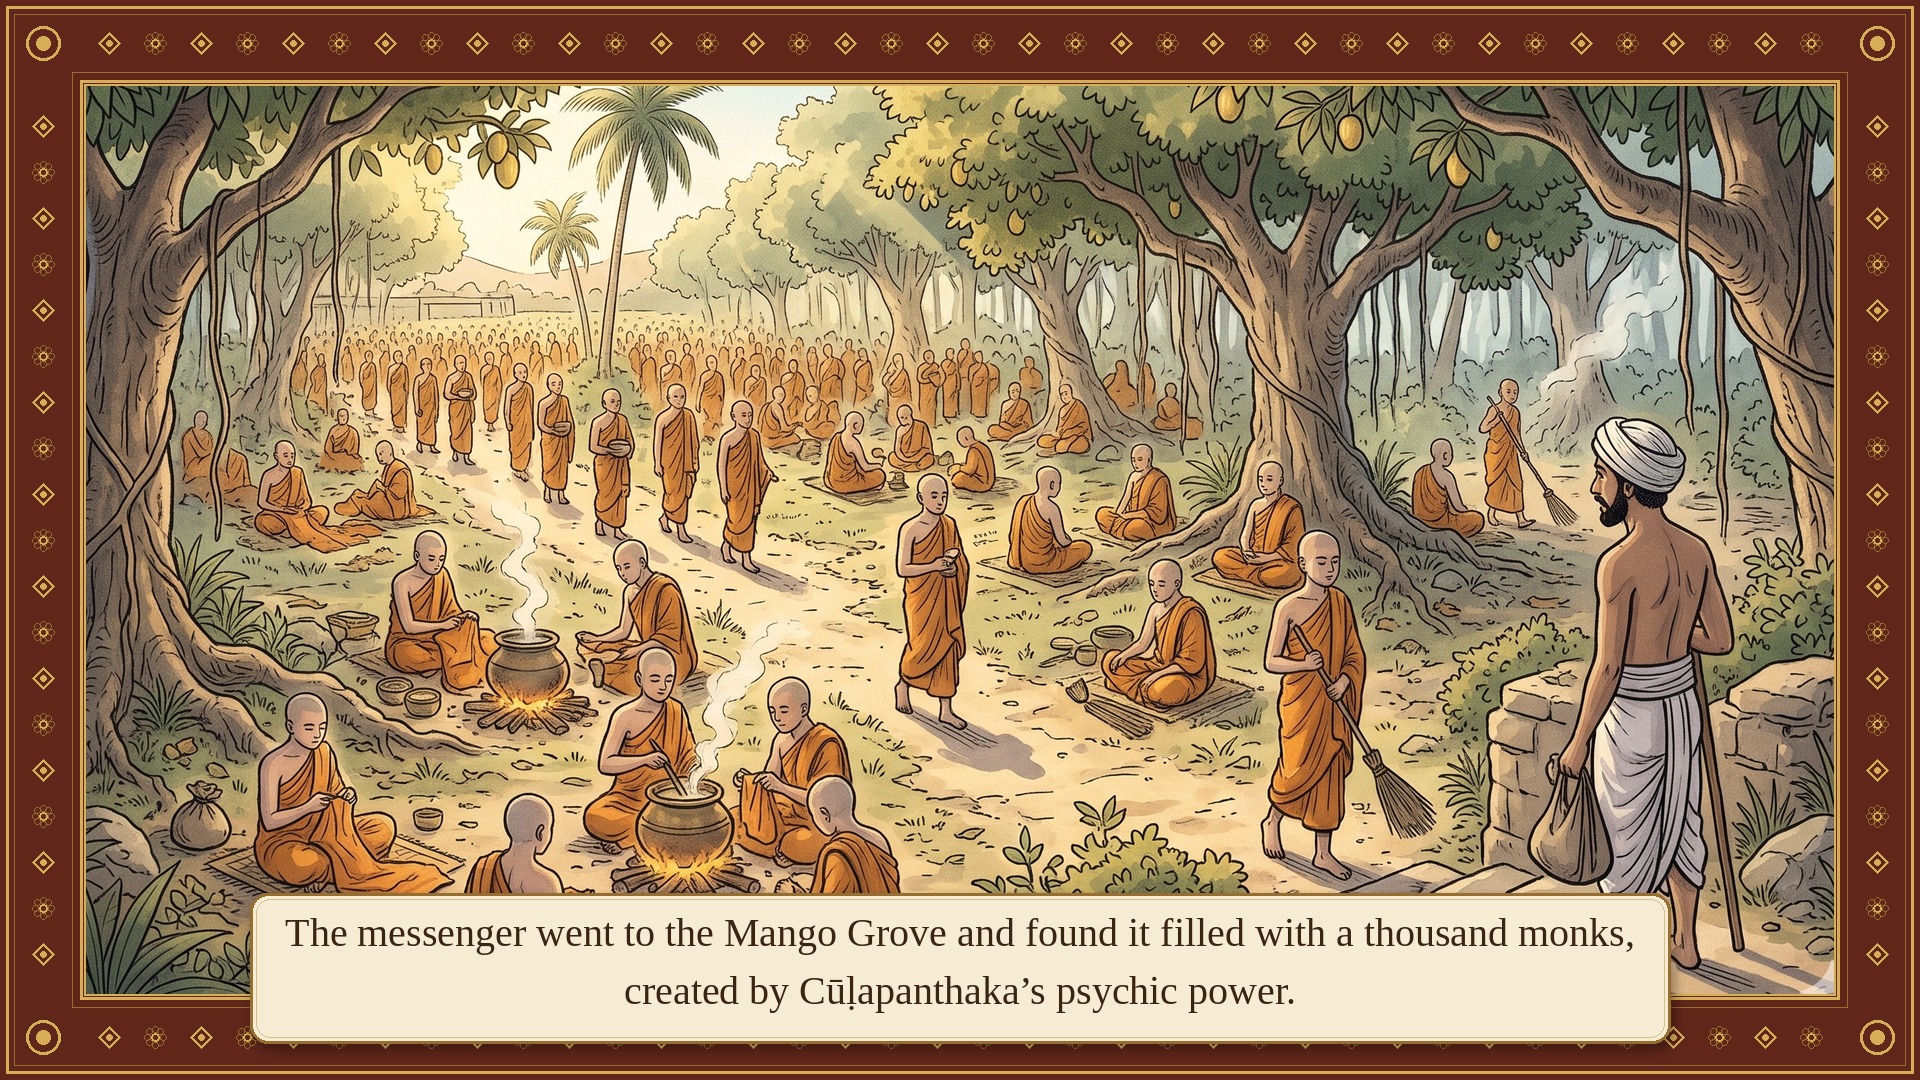 The messenger went to the Mango Grove and found it filled with a thousand monks,
created by Cūḷapanthaka’s psychic power.